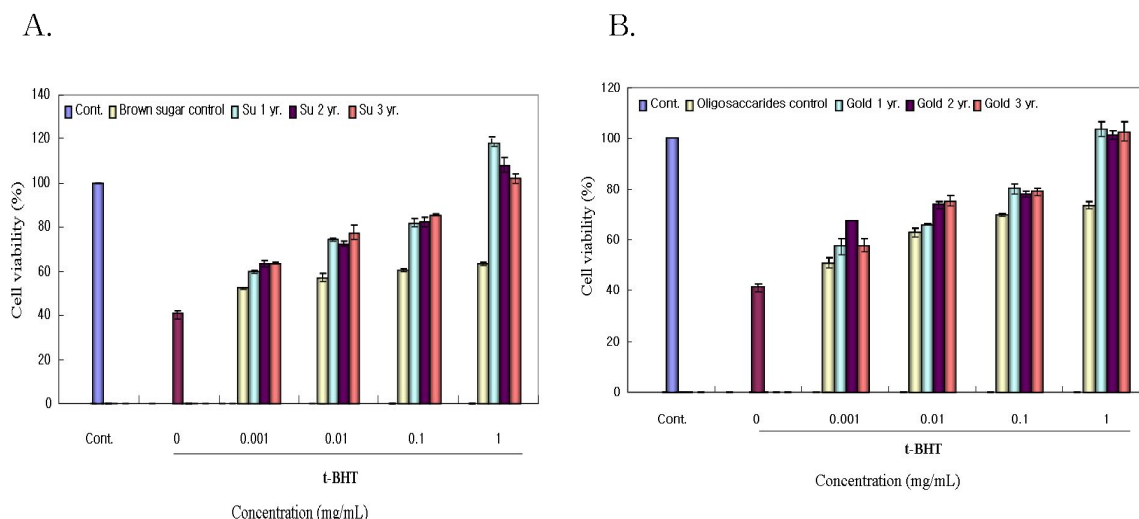 A.
Cell viability (%)
140
120
100
80
60
40
20
0
Cont. Brown sugar control Su 1 yr. Su 2 yr. Su 3 yr.
Cont. 0 0.001 0.01 0.1 1
t-BHT
Concentration (mg/mL)
B.
Cell viability (%)
120
100
80
60
40
20
0
Cont. Oligosaccarides control Gold 1 yr. Gold 2 yr. Gold 3 yr.
Cont. 0 0.001 0.01 0.1 1
t-BHT
Concentration (mg/mL)